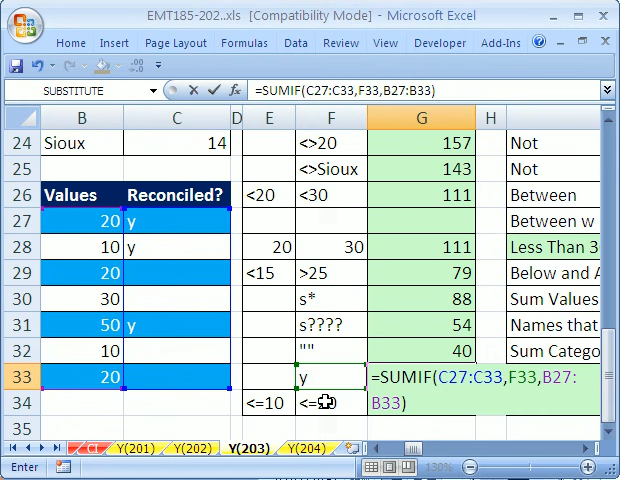 EMT185-202..xls [Compatibility Mode] - Microsoft Excel
Home Insert Formulas Data Review View Developer Add-Ins
SUBSTITUTE =SUMIF(C27:C33,F33,B27:B33)
B C D E F G H
24 Sioux 14 <>20 157 Not
25 <>Sioux 143 Not
26 Values Reconciled? <20 <30 111 Between
27 20 y Between w
28 10 y 20 30 111 Less Than 3
29 20 <15 >25 79 Below and A
30 30 s* 88 Sum Values
31 50 y s???? 54 Names that
32 10 "" 40 Sum Catego
33 20 y =SUMIF(C27:C33,F33,B27:
34 <=10 B33)
35
C1 Y(201) Y(202) Y(203) Y(204)
Enter 130%